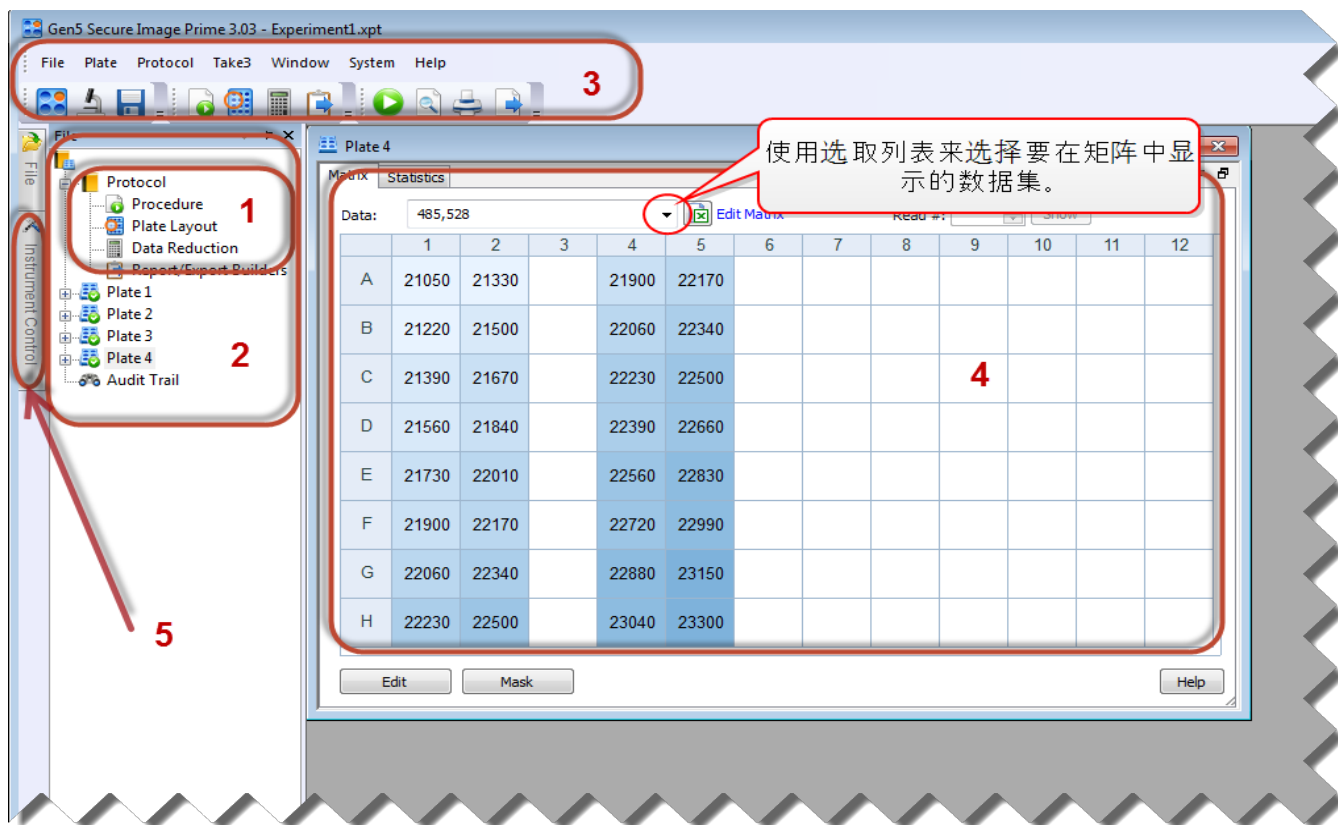 Gen5 Secure Image Prime 3.03 - Experiment1.xpt
File Plate Protocol Take3 Window System Help
3
File
File
Instrument Control
Protocol
Procedure
Plate Layout
Data Reduction
Report/Export Builders
1
Plate 1
Plate 2
Plate 3
Plate 4
Audit Trail
2
5
Plate 4
使用选取列表来选择要在矩阵中显
示的数据集。
Matrix Statistics
Data: 485,528 Edit Matrix Read #: Show
1 2 3 4 5 6 7 8 9 10 11 12
A 21050 21330 21900 22170
B 21220 21500 22060 22340
C 21390 21670 22230 22500
4
D 21560 21840 22390 22660
E 21730 22010 22560 22830
F 21900 22170 22720 22990
G 22060 22340 22880 23150
H 22230 22500 23040 23300
Edit Mask Help